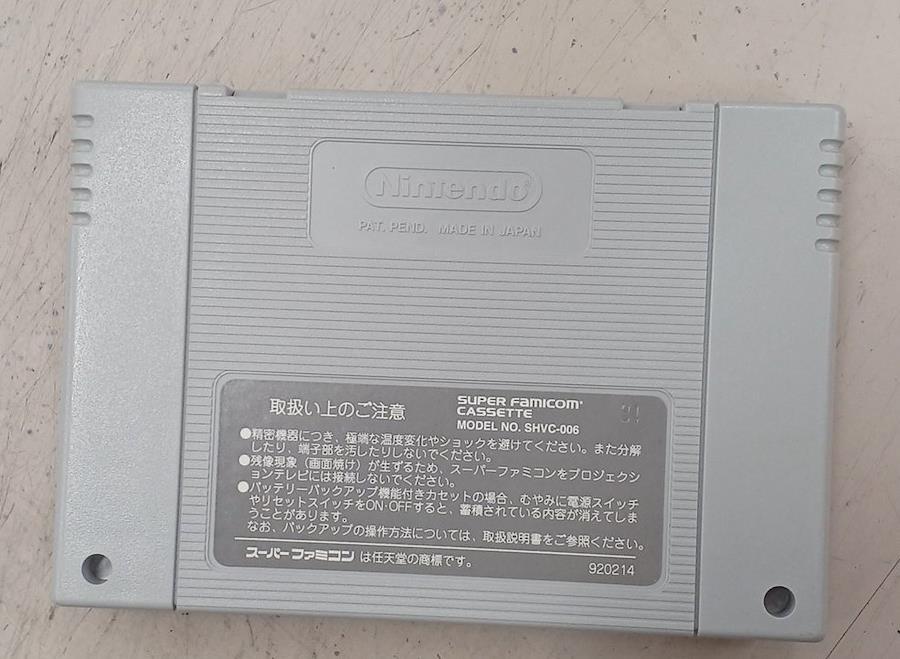 Nintendo®
PAT. PEND. MADE IN JAPAN
取扱い上のご注意
SUPER FAMICOM®
CASSETTE
MODEL NO. SHVC-006
●精密機器につき、極端な温度変化やショックを避けてください。また分解
したり、端子部を汚したりしないでください。
●残像現象（画面焼け）が生ずるため、スーパーファミコンをプロジェクシ
ョンテレビには接続しないでください。
●バッテリーバックアップ機能付きカセットの場合、むやみに電源スイッチ
やリセットスイッチをON・OFFすると、蓄積されている内容が消えてしま
うことがあります。
なお、バックアップの操作方法については、取扱説明書をご参照ください。
スーパーファミコン は任天堂の商標です。
920214